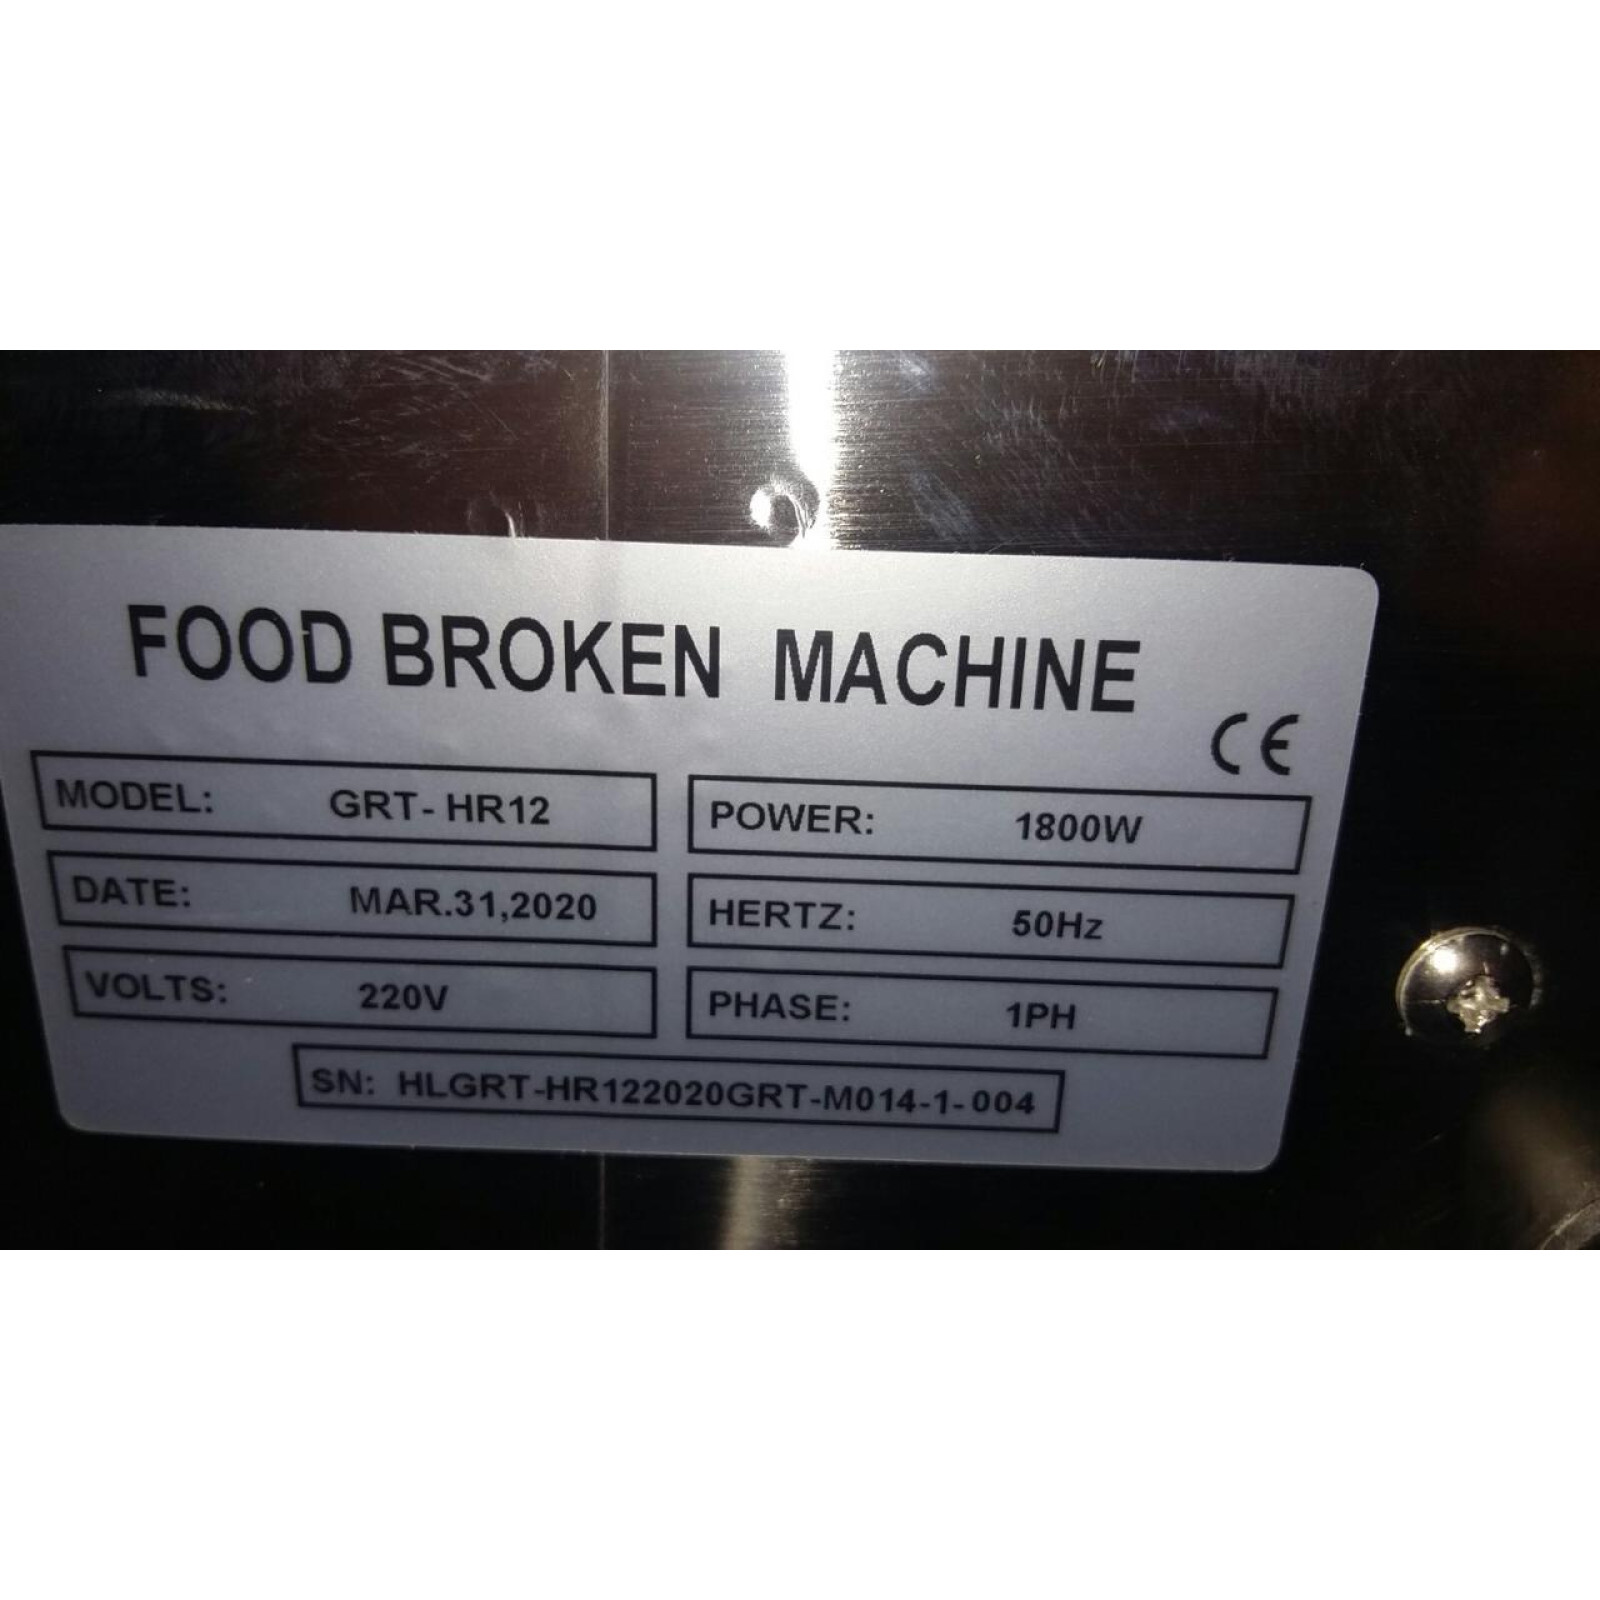 FOOD BROKEN MACHINE
CE
MODEL: GRT-HR12
POWER: 1800W
DATE: MAR.31,2020
HERTZ: 50Hz
VOLTS: 220V
PHASE: 1PH
SN: HLGRT-HR122020GRT-M014-1-004